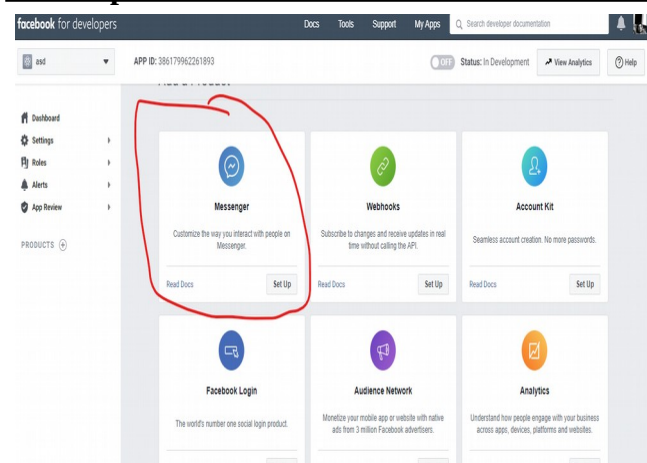 facebook for developers Docs Tools Support My Apps Search developer documentation
asd APP ID: 386179962261893 OFF Status: In Development View Analytics Help
Add a Product
Dashboard
Settings
Roles
Alerts
App Review
PRODUCTS
Messenger
Customize the way you interact with people on
Messenger.
Read Docs Set Up
Webhooks
Subscribe to changes and receive updates in real
time without calling the API.
Read Docs Set Up
Account Kit
Seamless account creation. No more passwords.
Read Docs Set Up
Facebook Login
The world's number one social login product.
Audience Network
Monetize your mobile app or website with native
ads from 3 million Facebook advertisers.
Analytics
Understand how people engage with your business
across apps, devices, platforms and websites.